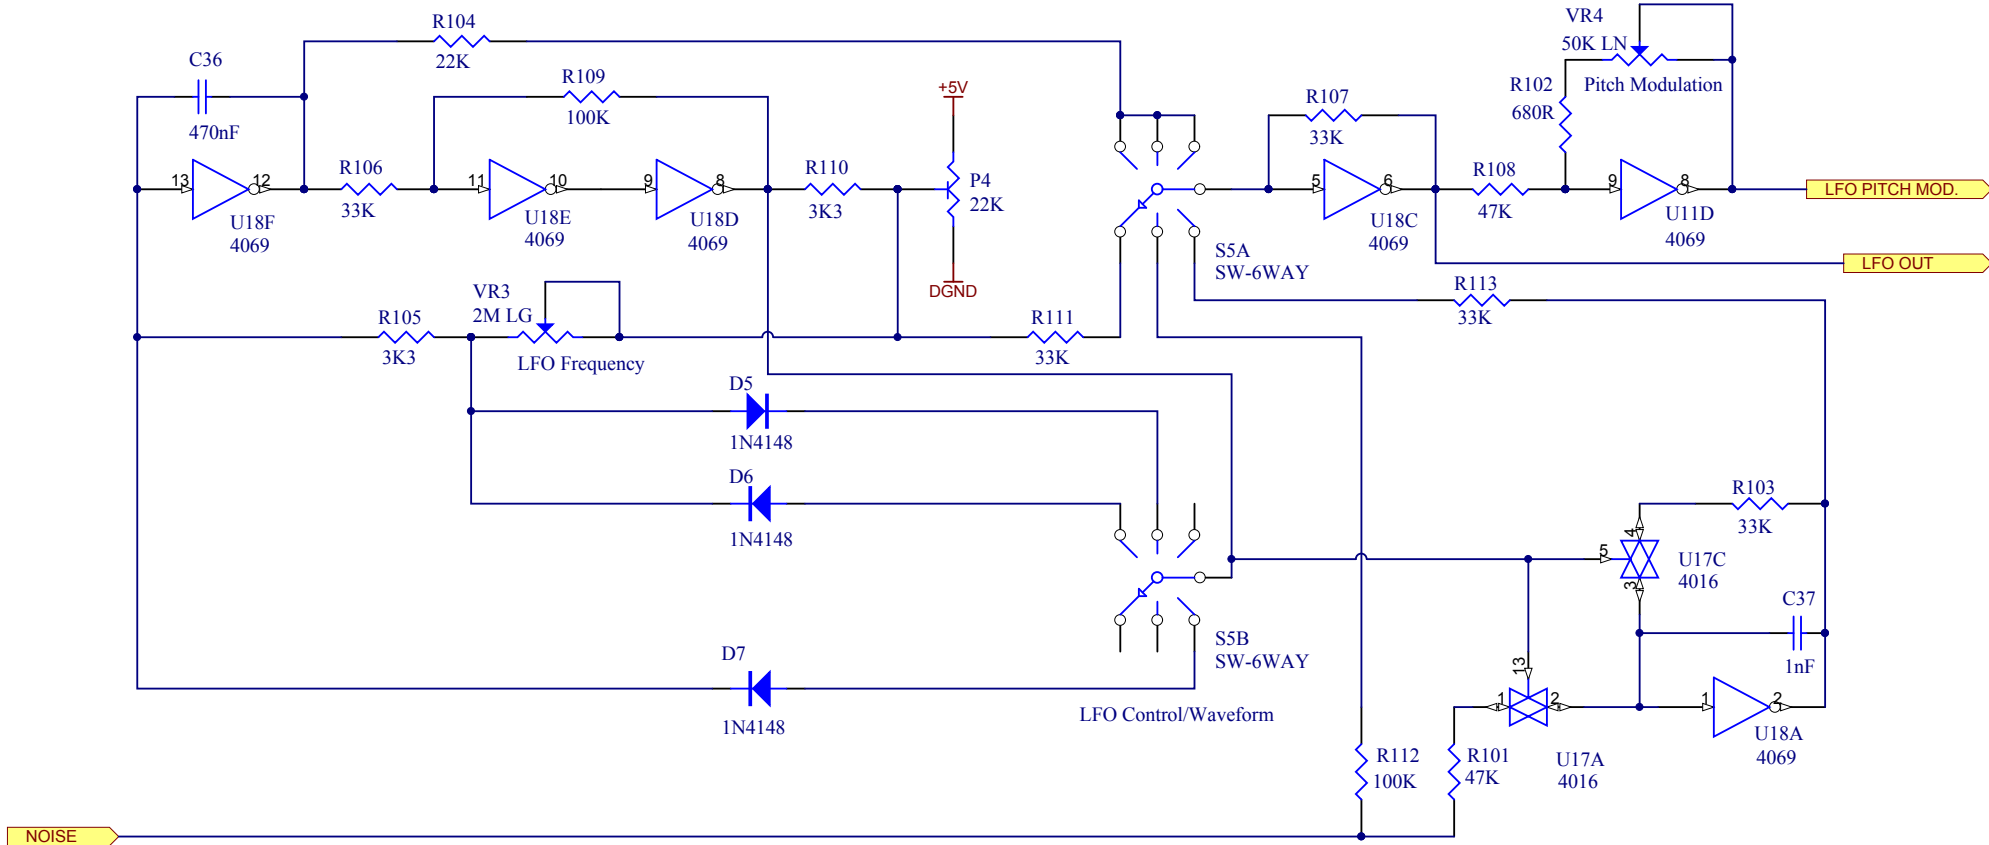 R104
22K
C36
470nF
R109
100K
+5V
VR4
50K LN
Pitch Modulation
R102
680R
R107
33K
13
12
U18F
4069
R106
33K
11
10
U18E
4069
9
8
U18D
4069
R110
3K3
P4
22K
DGND
5
6
U18C
4069
R108
47K
9
8
U11D
4069
LFO PITCH MOD.
LFO OUT
S5A
SW-6WAY
R113
33K
R105
3K3
VR3
2M LG
LFO Frequency
R111
33K
D5
1N4148
D6
1N4148
R103
33K
4
5
3
U17C
4016
C37
1nF
S5B
SW-6WAY
D7
1N4148
LFO Control/Waveform
13
1
2
U17A
4016
1
2
U18A
4069
R112
100K
R101
47K
NOISE